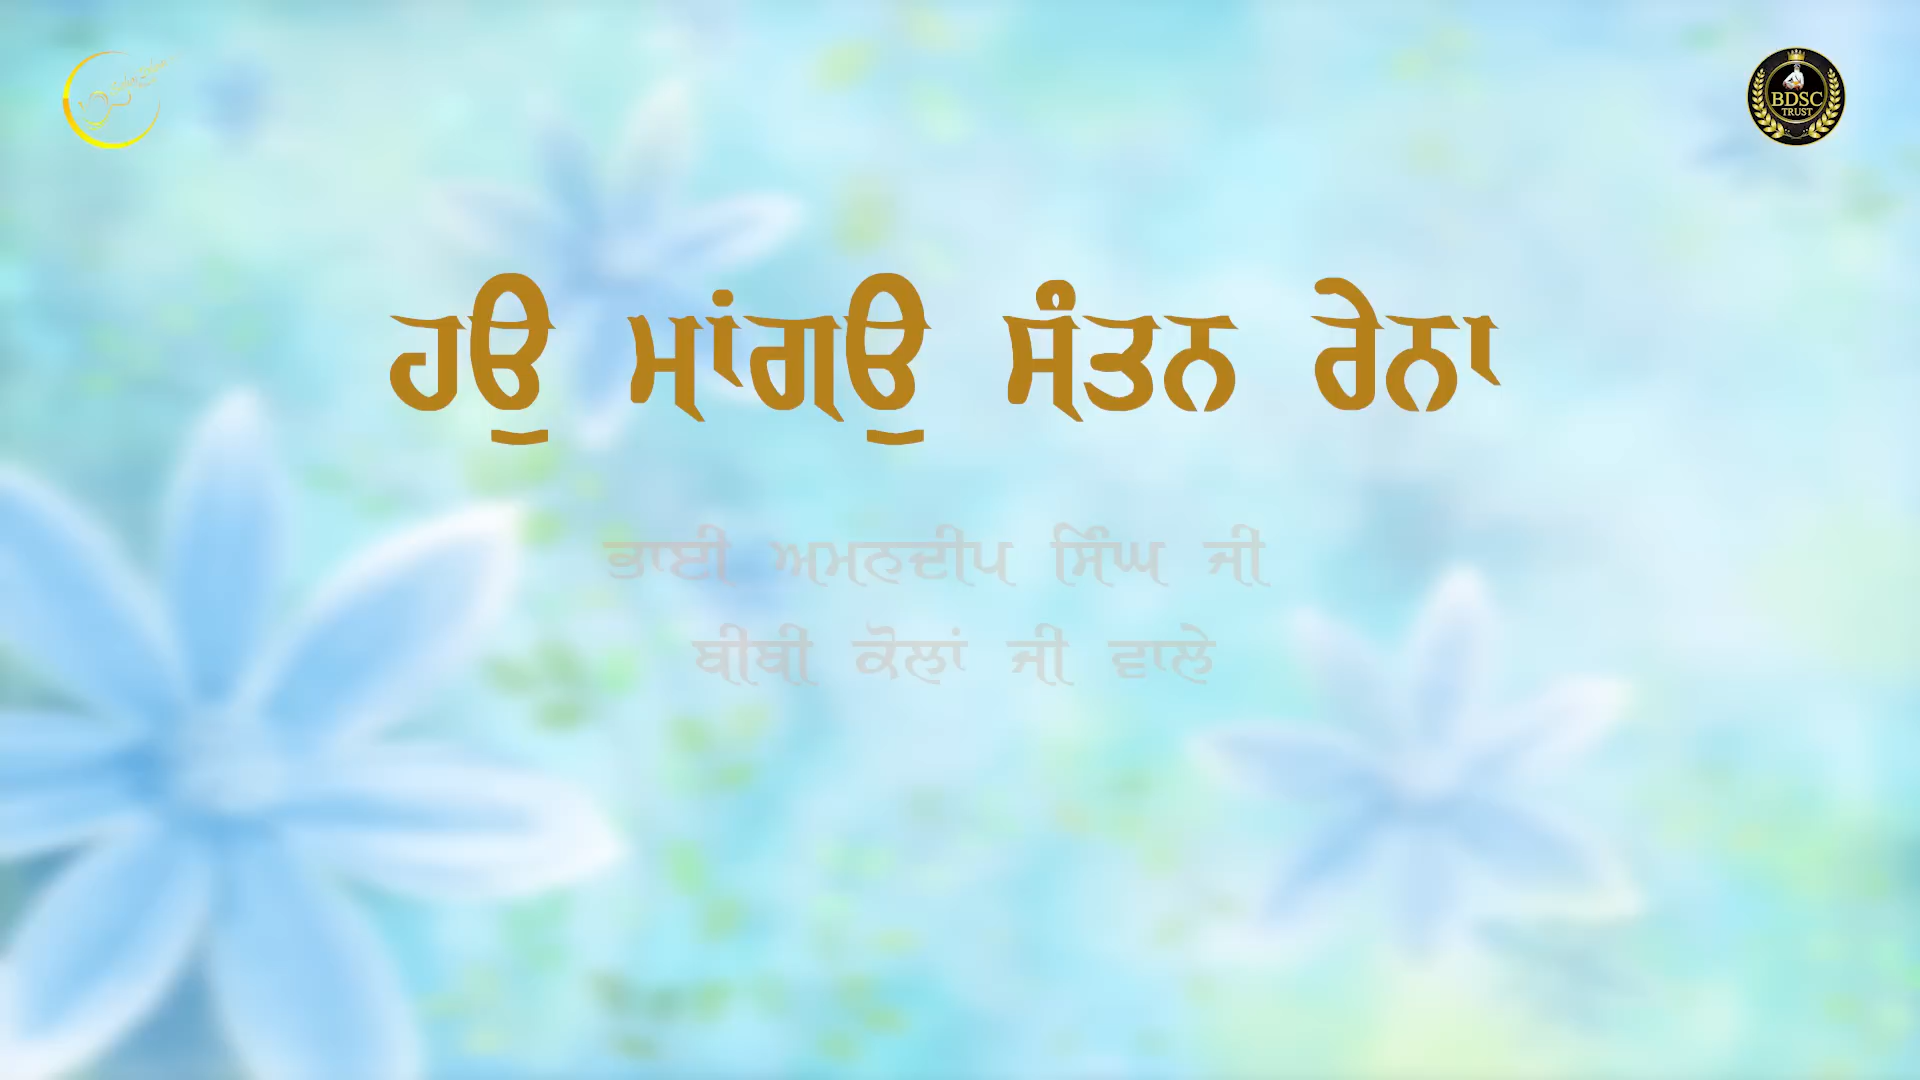 BDSC
TRUST
ਹਉ ਮਾਂਗਉ ਸੰਤਨ ਰੇਨਾ
ਭਾਈ ਅਮਨਦੀਪ ਸਿੰਘ ਜੀ
ਬੀਬੀ ਕੌਲਾਂ ਜੀ ਵਾਲੇ